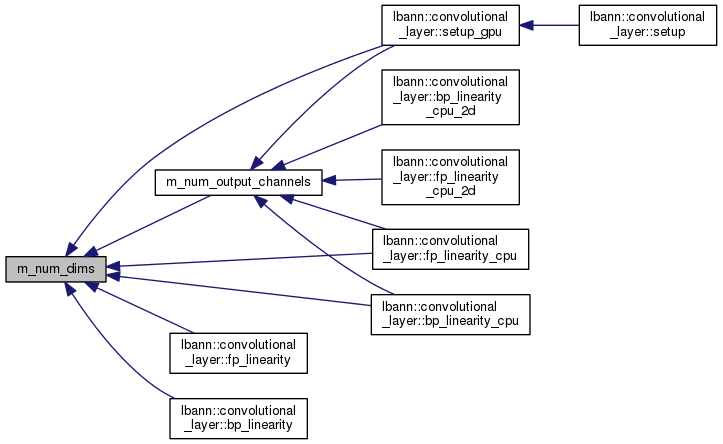 lbann::convolutional
_layer::setup_gpu
lbann::convolutional
_layer::setup
lbann::convolutional
_layer::bp_linearity
_cpu_2d
m_num_output_channels
lbann::convolutional
_layer::fp_linearity
_cpu_2d
m_num_dims
lbann::convolutional
_layer::fp_linearity_cpu
lbann::convolutional
_layer::bp_linearity_cpu
lbann::convolutional
_layer::fp_linearity
lbann::convolutional
_layer::bp_linearity